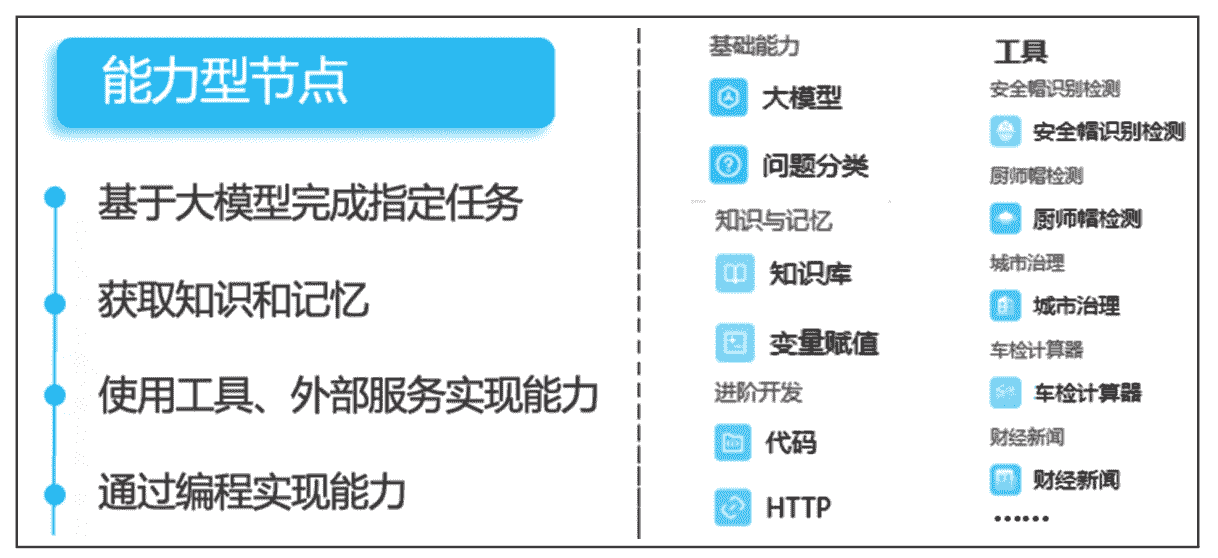 能力型节点
基于大模型完成指定任务
获取知识和记忆
使用工具、外部服务实现能力
通过编程实现能力
基础能力
大模型
问题分类
知识与记忆
知识库
变量赋值
进阶开发
代码
HTTP
工具
安全帽识别检测
安全帽识别检测
厨师帽检测
厨师帽检测
城市治理
城市治理
车检计算器
车检计算器
财经新闻
财经新闻
……